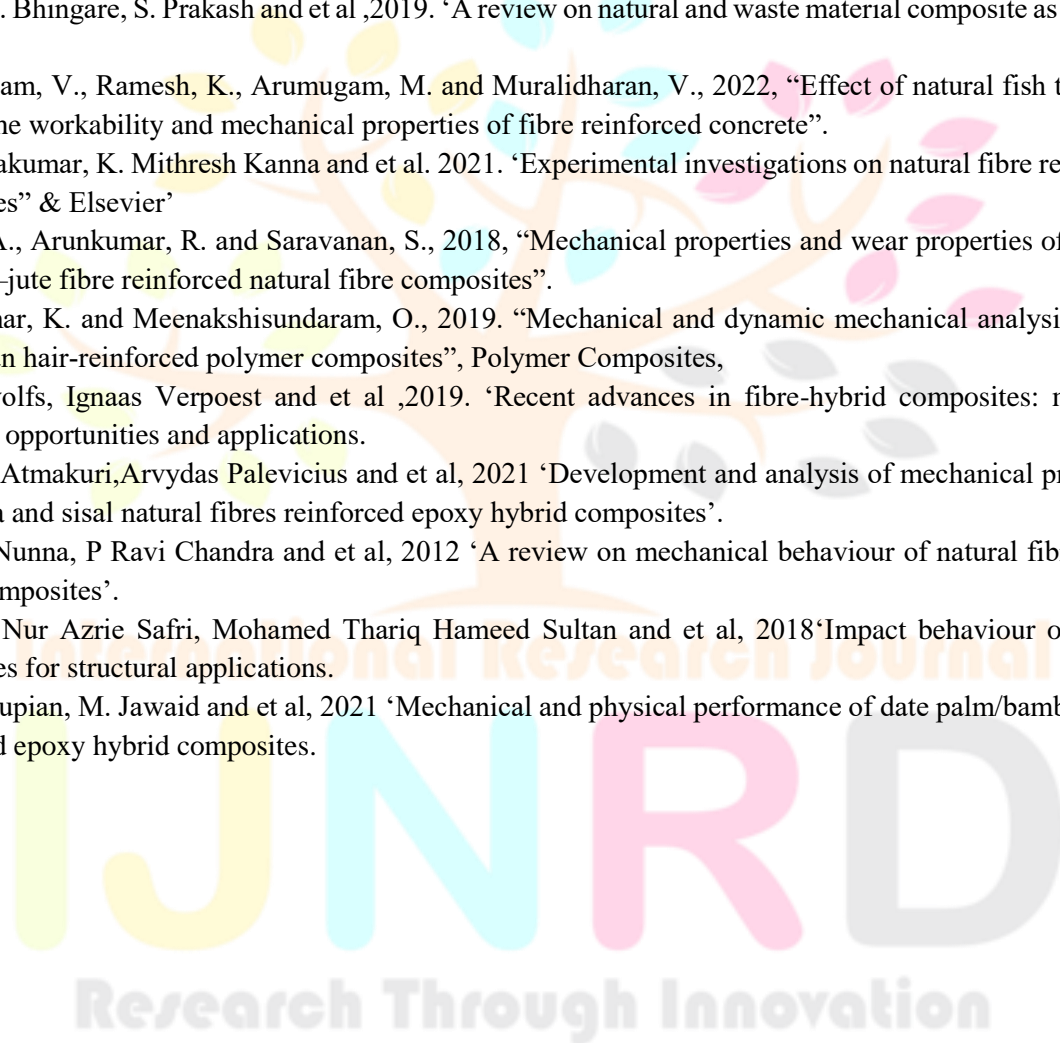 . Bhingare, S. Prakash and et al ,2019. ‘A review on natural and waste material composite as
am, V., Ramesh, K., Arumugam, M. and Muralidharan, V., 2022, “Effect of natural fish t
he workability and mechanical properties of fibre reinforced concrete”.
akumar, K. Mithresh Kanna and et al. 2021. ‘Experimental investigations on natural fibre re
es” & Elsevier’
A., Arunkumar, R. and Saravanan, S., 2018, “Mechanical properties and wear properties of
–jute fibre reinforced natural fibre composites”.
nar, K. and Meenakshisundaram, O., 2019. “Mechanical and dynamic mechanical analysi
n hair-reinforced polymer composites”, Polymer Composites,
volfs, Ignaas Verpoest and et al ,2019. ‘Recent advances in fibre-hybrid composites: m
opportunities and applications.
Atmakuri,Arvydas Palevicius and et al, 2021 ‘Development and analysis of mechanical pr
a and sisal natural fibres reinforced epoxy hybrid composites’.
Nunna, P Ravi Chandra and et al, 2012 ‘A review on mechanical behaviour of natural fib
omposites’.
Nur Azrie Safri, Mohamed Thariq Hameed Sultan and et al, 2018‘Impact behaviour o
es for structural applications.
International Research Journal
upian, M. Jawaid and et al, 2021 ‘Mechanical and physical performance of date palm/bamb
d epoxy hybrid composites.
IJNRD
Research Through Innovation